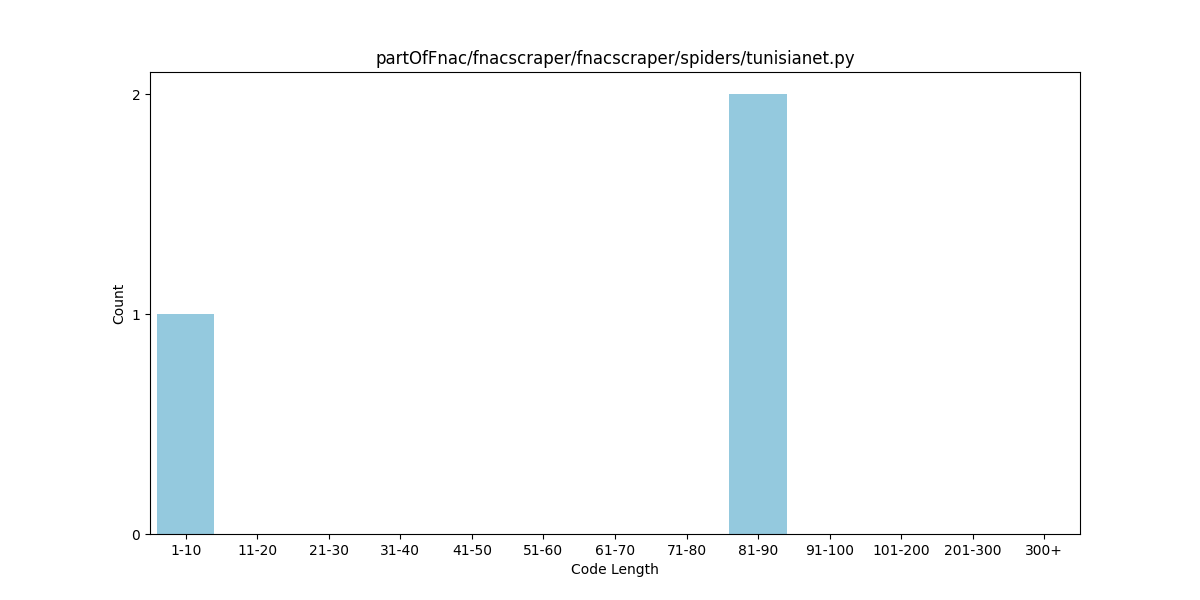 partOfFnac/fnacscraper/fnacscraper/spiders/tunisianet.py
2
1
0
Count
1-10 11-20 21-30 31-40 41-50 51-60 61-70 71-80 81-90 91-100 101-200 201-300 300+
Code Length